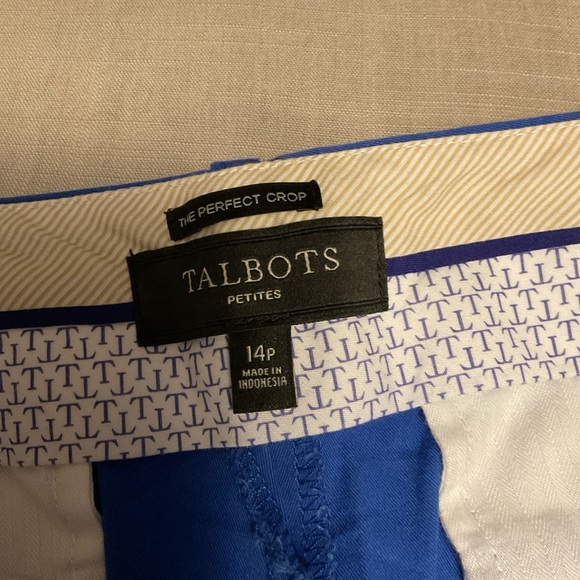 THE PERFECT CROP
TALBOTS
PETITES
14P
MADE IN
INDONESIA